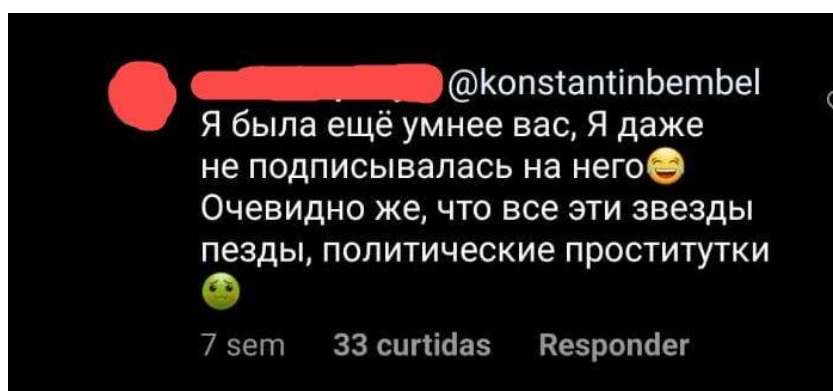 @konstantinbembel
Я была ещё умнее вас, Я даже
не подписывалась на него😂
Очевидно же, что все эти звезды
пезды, политические проститутки
🤢
7 sem 33 curtidas Responder